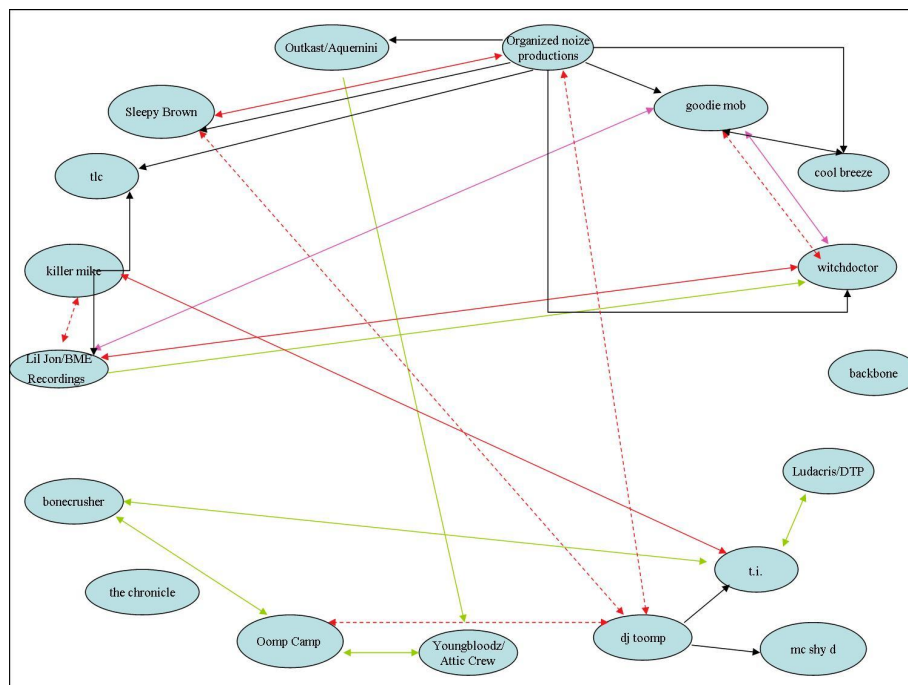 Outkast/Aquemini
Organized noize
productions
Sleepy Brown
goodie mob
tlc
cool breeze
killer mike
witchdoctor
Lil Jon/BME
Recordings
backbone
Ludacris/DTP
bonecrusher
t.i.
the chronicle
Oomp Camp
Youngbloodz/
Attic Crew
dj toomp
mc shy d